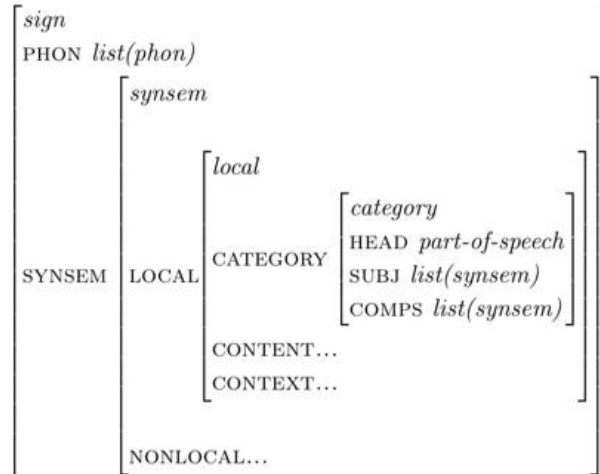 sign
PHON list(phon)
synsem
local
category
HEAD part-of-speech
CATEGORY
SYNSEM LOCAL SUBJ list(synsem)
COMPS list(synsem)
CONTENT...
CONTEXT...
NONLOCAL...